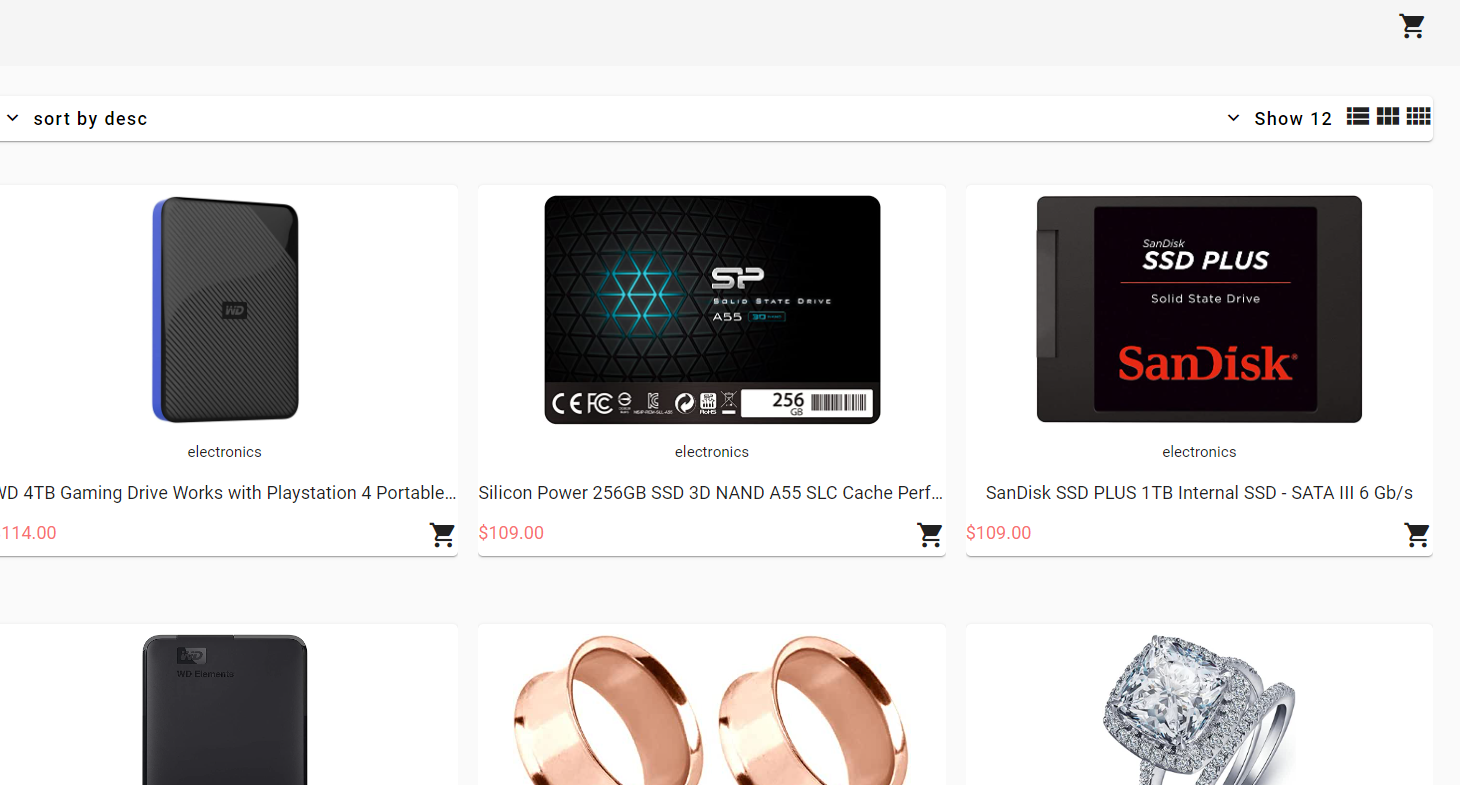 sort by desc
Show 12
WD
SP
SOLID STATE DRIVE
A55
256
GB
SanDisk
SSD PLUS
Solid State Drive
SanDisk
electronics
electronics
electronics
WD 4TB Gaming Drive Works with Playstation 4 Portable…
Silicon Power 256GB SSD 3D NAND A55 SLC Cache Perf…
SanDisk SSD PLUS 1TB Internal SSD - SATA III 6 Gb/s
114.00
$109.00
$109.00
WD
WD Elements